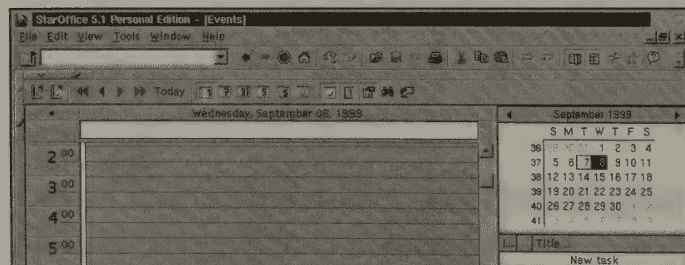 StarOffice 5.1 Personal Edition - [Events]
File Edit View Tools Window Help
Today
Wednesday, September 08, 1999
2 00
3 00
4 00
5 00
September 1999
S M T W T F S
36 1 2 3 4
37 5 6 7 8 9 10 11
38 12 13 14 15 16 17 18
39 19 20 21 22 23 24 25
40 26 27 28 29 30
41
Title
New task